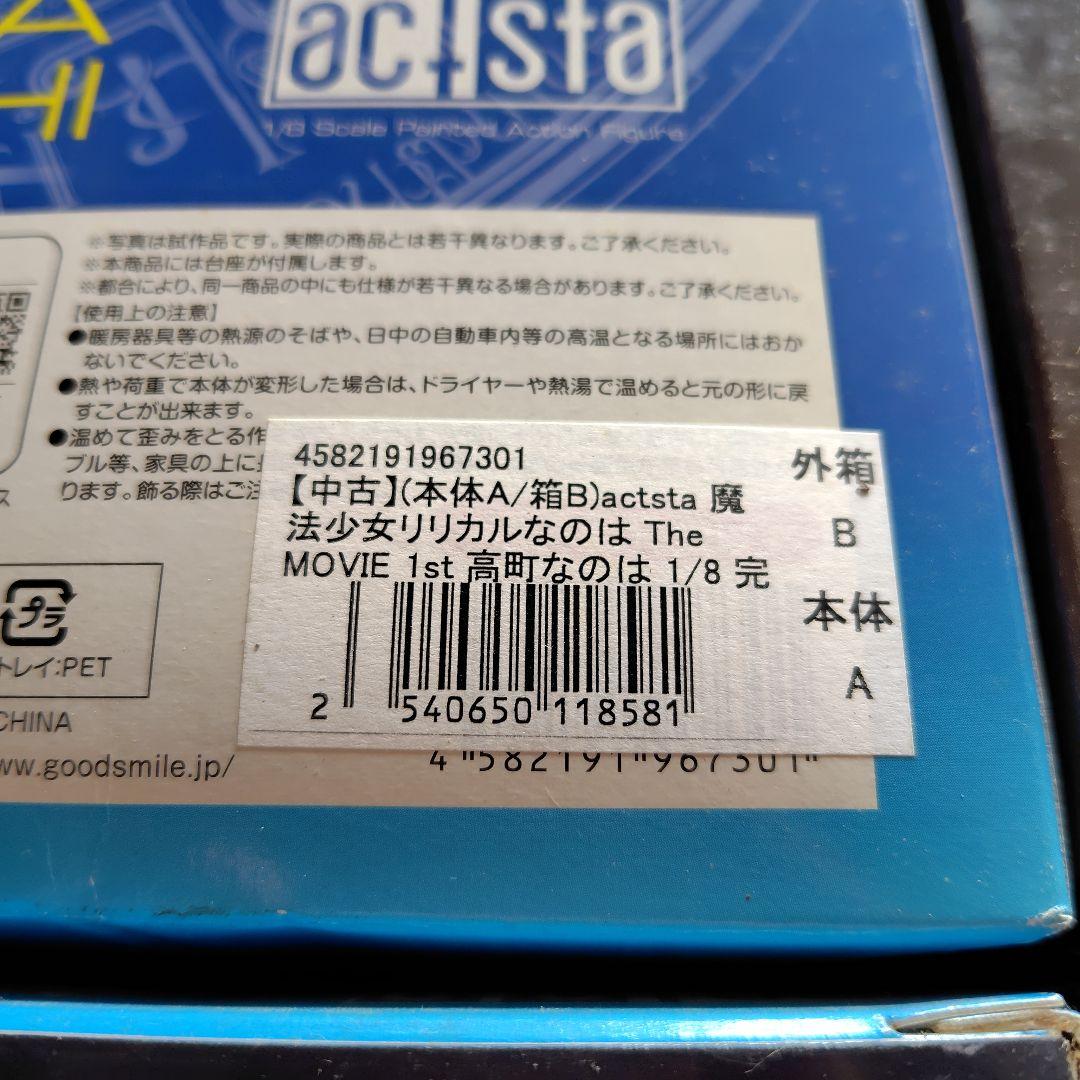 actsta
1/8 Scale Painted Action Figure
※写真は試作品です。実際の商品とは若干異なります。ご了承ください。
※本商品には台座が付属します。
※都合により、同一商品の中にも仕様が若干異なる場合があります。ご了承ください。
【使用上の注意】
●暖房器具等の熱源のそばや、日中の自動車内等の高温となる場所にはおか
ないでください。
●熱や荷重で本体が変形した場合は、ドライヤーや熱湯で温めると元の形に戻
すことが出来ます。
●温めて歪みをとる作
ブル等、家具の上に
ります。飾る際はご注
ス
4582191967301
【中古】(本体A/箱B)actsta 魔
法少女リリカルなのは The
MOVIE 1st 高町なのは 1/8 完
2 540650 118581
外箱
B
本体
A
プラ
トレイ:PET
CHINA
ww.goodsmile.jp/
4 582191 967301